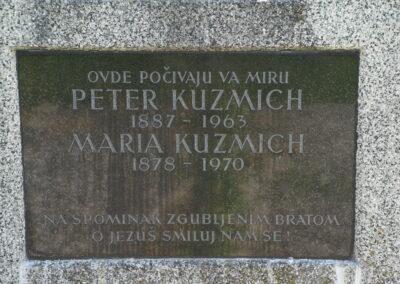 OVDE POČIVAJU VA MIRU
PETER KUZMICH
1887 - 1963
MARIA KUZMICH
1878 - 1970
NA SPOMINAK ZGUBLJENIM BRATOM
O JEZUŠ SMILUJ NAM SE!